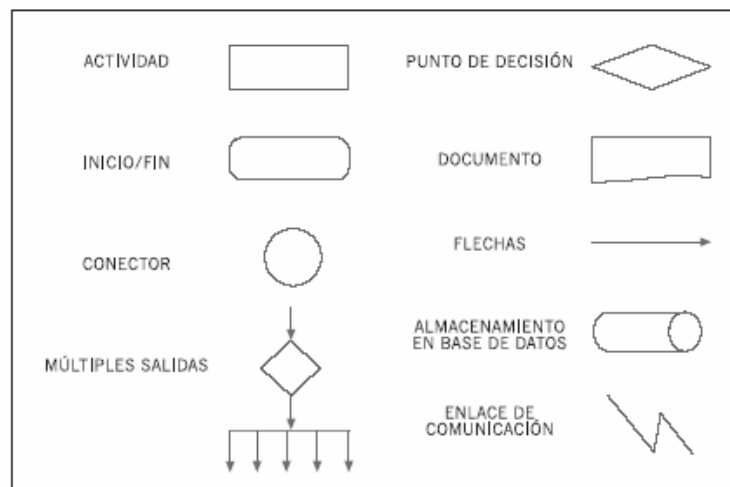 ACTIVIDAD
PUNTO DE DECISIÓN
INICIO/FIN
DOCUMENTO
CONECTOR
FLECHAS
MÚLTIPLES SALIDAS
ALMACENAMIENTO
EN BASE DE DATOS
ENLACE DE
COMUNICACIÓN